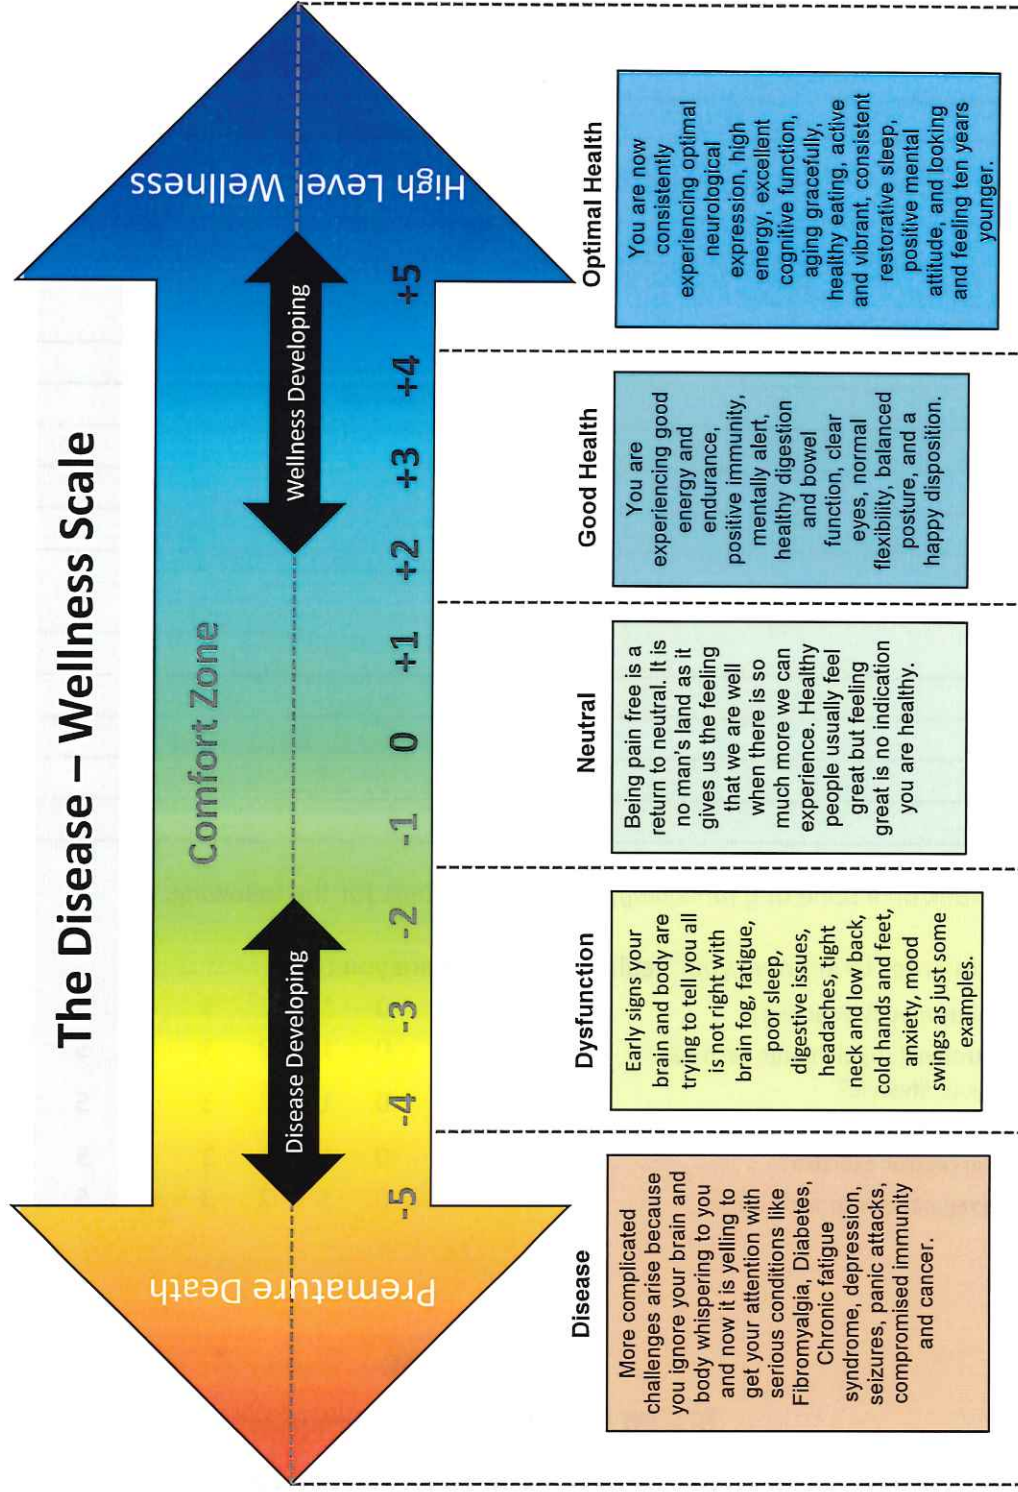 The Disease – Wellness Scale
Comfort Zone
Premature Death
Disease Developing
Wellness Developing
High Level Wellness
-5 -4 -3 -2 -1 0 +1 +2 +3 +4 +5
Disease
More complicated
challenges arise because
you ignore your brain and
body whispering to you
and now it is yelling to
get your attention with
serious conditions like
Fibromyalgia, Diabetes,
Chronic fatigue
syndrome, depression,
seizures, panic attacks,
compromised immunity
and cancer.
Dysfunction
Early signs your
brain and body are
trying to tell you all
is not right with
brain fog, fatigue,
poor sleep,
digestive issues,
headaches, tight
neck and low back,
cold hands and feet,
anxiety, mood
swings as just some
examples.
Neutral
Being pain free is a
return to neutral. It is
no man's land as it
gives us the feeling
that we are well
when there is so
much more we can
experience. Healthy
people usually feel
great but feeling
great is no indication
you are healthy.
Good Health
You are
experiencing good
energy and
endurance,
positive immunity,
mentally alert,
healthy digestion
and bowel
function, clear
eyes, normal
flexibility, balanced
posture, and a
happy disposition.
Optimal Health
You are now
consistently
experiencing optimal
neurological
expression, high
energy, excellent
cognitive function,
aging gracefully,
healthy eating, active
and vibrant, consistent
restorative sleep,
positive mental
attitude, and looking
and feeling ten years
younger.